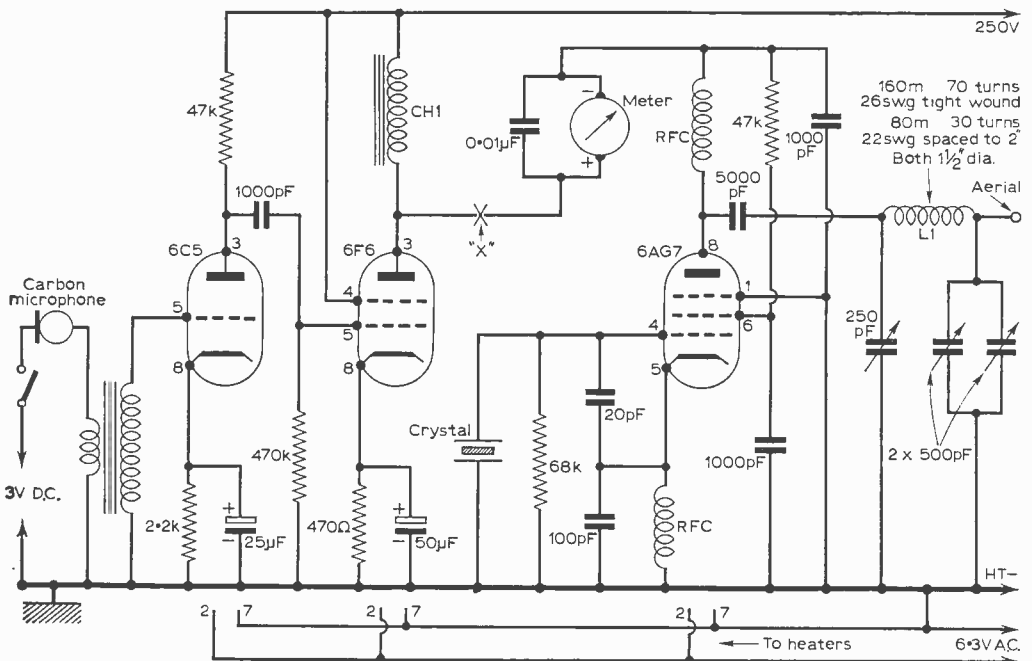 250V
47k
CH1
0·01µF
Meter
-
+
RFC
47k
1000
pF
160m 70 turns
26swg tight wound
80m 30 turns
22swg spaced to 2"
Both 1½" dia.
Aerial
L1
5000
pF
1000pF
"X"
Carbon
microphone
6C5
3
5
8
6F6
3
4
5
8
6AG7
8
1
6
4
5
250
pF
2 x 500pF
Crystal
20pF
68k
100pF
RFC
1000pF
3V D.C.
2·2k
+
-
25µF
470k
470Ω
+
-
50µF
HT-
2
7
2
7
2
7
To heaters
6·3V A.C.